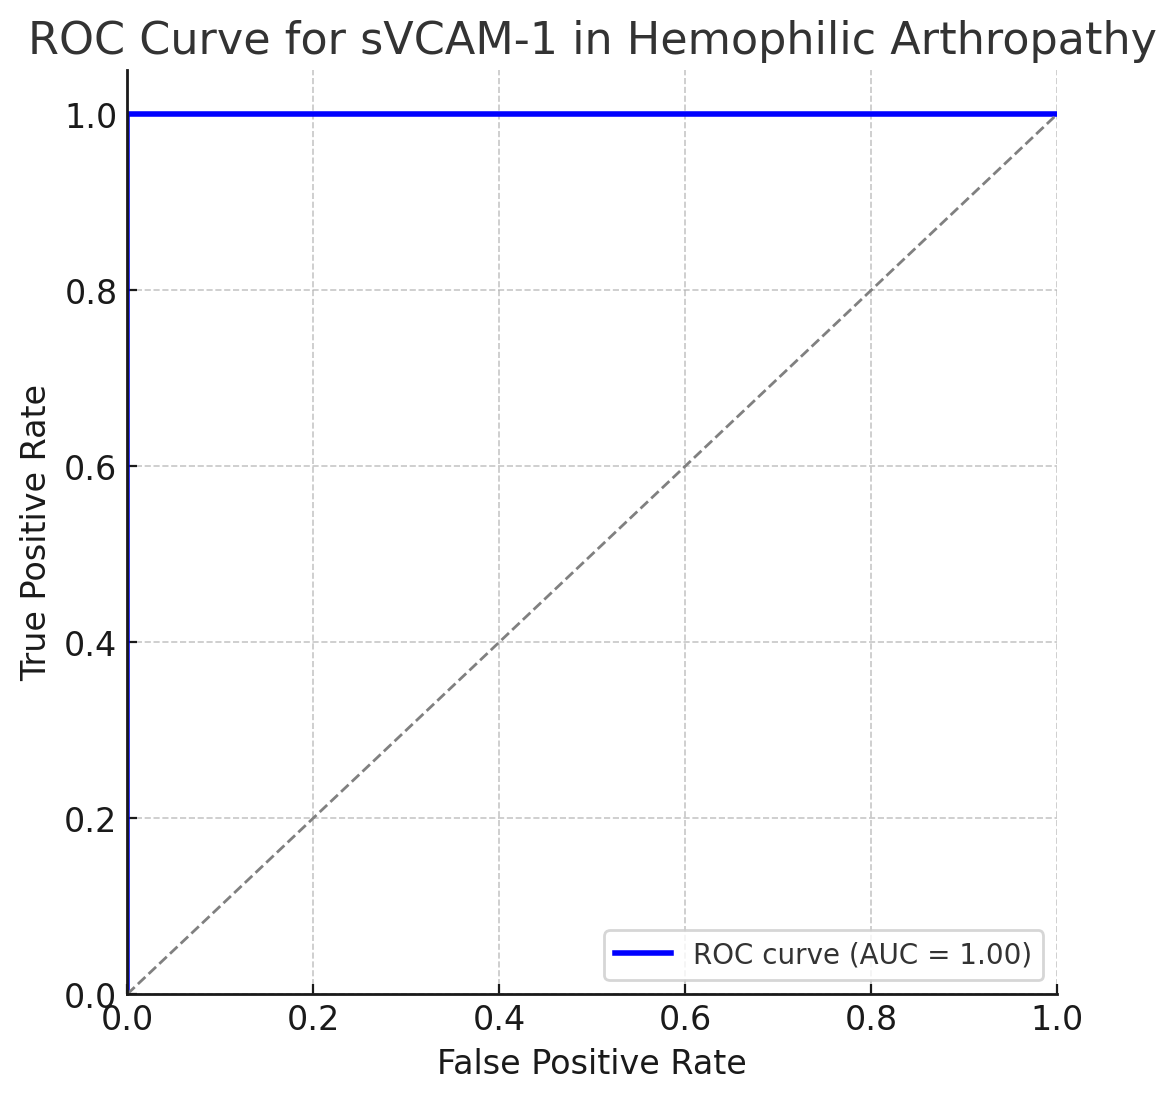 ROC Curve for sVCAM-1 in Hemophilic Arthropathy
True Positive Rate
1.0
0.8
0.6
0.4
0.2
0.0
0.0 0.2 0.4 0.6 0.8 1.0
False Positive Rate
ROC curve (AUC = 1.00)